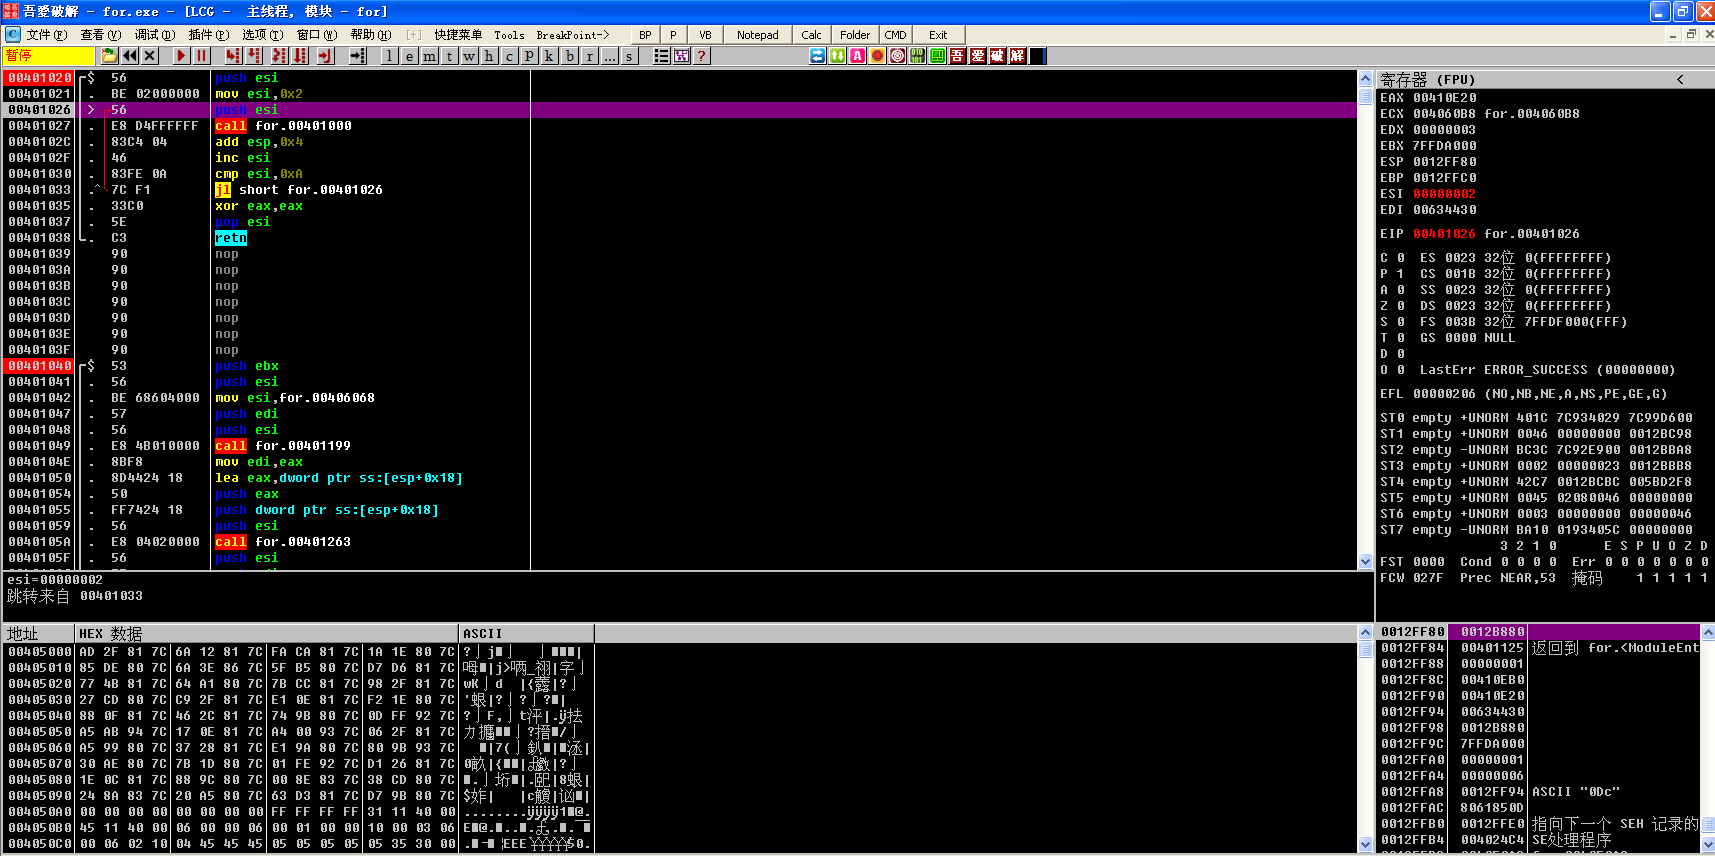 吾爱破解 - for.exe - [LCG - 主线程, 模块 - for]
文件(F) 查看(V) 调试(D) 插件(P) 选项(T) 窗口(W) 帮助(H) [+] 快捷菜单 Tools BreakPoint-> BP P VB Notepad Calc Folder CMD Exit
暂停 l e m t w h c p k b r ... s ? 吾 爱 破 解
00401020 $ 56 push esi
00401021 . BE 02000000 mov esi,0x2
00401026 > 56 push esi
00401027 . E8 D4FFFFFF call for.00401000
0040102C . 83C4 04 add esp,0x4
0040102F . 46 inc esi
00401030 . 83FE 0A cmp esi,0xA
00401033 .^ 7C F1 jl short for.00401026
00401035 . 33C0 xor eax,eax
00401037 . 5E pop esi
00401038 . C3 retn
00401039 90 nop
0040103A 90 nop
0040103B 90 nop
0040103C 90 nop
0040103D 90 nop
0040103E 90 nop
0040103F 90 nop
00401040 $ 53 push ebx
00401041 . 56 push esi
00401042 . BE 68604000 mov esi,for.00406068
00401047 . 57 push edi
00401048 . 56 push esi
00401049 . E8 4B010000 call for.00401199
0040104E . 8BF8 mov edi,eax
00401050 . 8D4424 18 lea eax,dword ptr ss:[esp+0x18]
00401054 . 50 push eax
00401055 . FF7424 18 push dword ptr ss:[esp+0x18]
00401059 . 56 push esi
0040105A . E8 04020000 call for.00401263
0040105F . 56 push esi
esi=00000002
跳转来自 00401033
寄存器 (FPU) <
EAX 00410E20
ECX 004060B8 for.004060B8
EDX 00000003
EBX 7FFDA000
ESP 0012FF80
EBP 0012FFC0
ESI 00000002
EDI 00634430
EIP 00401026 for.00401026
C 0 ES 0023 32位 0(FFFFFFFF)
P 1 CS 001B 32位 0(FFFFFFFF)
A 0 SS 0023 32位 0(FFFFFFFF)
Z 0 DS 0023 32位 0(FFFFFFFF)
S 0 FS 003B 32位 7FFDF000(FFF)
T 0 GS 0000 NULL
D 0
O 0 LastErr ERROR_SUCCESS (00000000)
EFL 00000206 (NO,NB,NE,A,NS,PE,GE,G)
ST0 empty +UNORM 401C 7C934029 7C99D600
ST1 empty +UNORM 0046 00000000 0012BC98
ST2 empty -UNORM BC3C 7C92E900 0012BBA8
ST3 empty +UNORM 0002 00000023 0012BBB8
ST4 empty +UNORM 42C7 0012BCBC 005BD2F8
ST5 empty +UNORM 0045 02080046 00000000
ST6 empty +UNORM 0003 00000000 00000046
ST7 empty -UNORM BA10 0193405C 00000000
3 2 1 0 E S P U O Z D
FST 0000 Cond 0 0 0 0 Err 0 0 0 0 0 0 0
FCW 027F Prec NEAR,53 掩码 1 1 1 1 1
地址 HEX 数据 ASCII
00405000 AD 2F 81 7C 6A 12 81 7C FA CA 81 7C 1A 1E 80 7C
00405010 85 DE 80 7C 6A 3E 86 7C 5F B5 80 7C D7 D6 81 7C
00405020 77 4B 81 7C 64 A1 80 7C 7B CC 81 7C 98 2F 81 7C
00405030 27 CD 80 7C C9 2F 81 7C E1 0E 81 7C F2 1E 80 7C
00405040 88 0F 81 7C 46 2C 81 7C 74 9B 80 7C 0D FF 92 7C
00405050 A5 AB 94 7C 17 0E 81 7C A4 00 93 7C 06 2F 81 7C
00405060 A5 99 80 7C 37 28 81 7C E1 9A 80 7C 80 9B 93 7C
00405070 30 AE 80 7C 7B 1D 80 7C 01 FE 92 7C D1 26 81 7C
00405080 1E 0C 81 7C 88 9C 80 7C 00 8E 83 7C 38 CD 80 7C
00405090 24 8A 83 7C 20 A5 80 7C 63 D3 81 7C D7 9B 80 7C
004050A0 00 00 00 00 00 00 00 00 FF FF FF FF 31 11 40 00
004050B0 45 11 40 00 06 00 00 06 00 01 00 00 10 00 03 06
004050C0 00 06 02 10 04 45 45 45 05 05 05 05 05 35 30 00
0012FF80 0012B880
0012FF84 00401125 返回到 for.<ModuleEnt
0012FF88 00000001
0012FF8C 00410EB0
0012FF90 00410E20
0012FF94 00634430
0012FF98 0012B880
0012FF9C 7FFDA000
0012FFA0 00000001
0012FFA4 00000006
0012FFA8 0012FF94 ASCII "0Dc"
0012FFAC 8061850D
0012FFB0 0012FFE0 指向下一个 SEH 记录的
0012FFB4 004024C4 SE处理程序